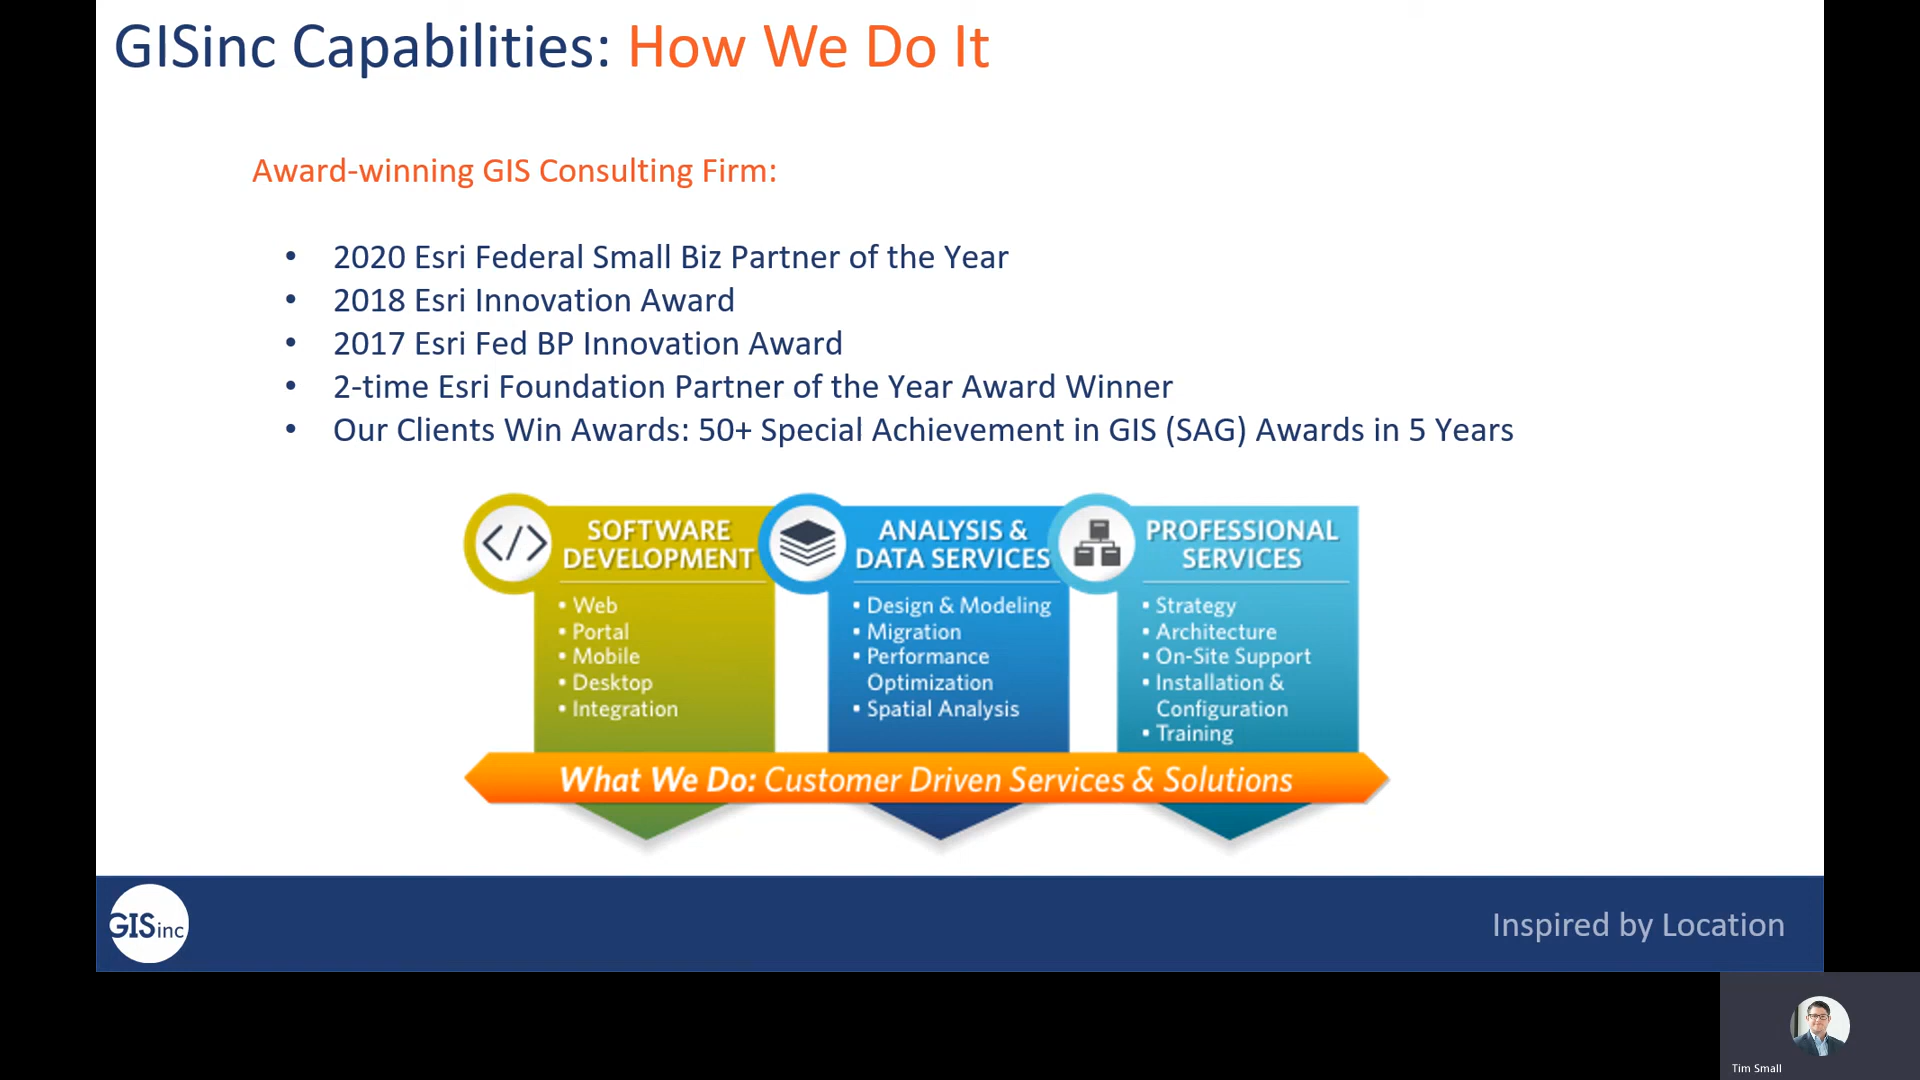 GISinc Capabilities: How We Do It
Award-winning GIS Consulting Firm:
• 2020 Esri Federal Small Biz Partner of the Year
• 2018 Esri Innovation Award
• 2017 Esri Fed BP Innovation Award
• 2-time Esri Foundation Partner of the Year Award Winner
• Our Clients Win Awards: 50+ Special Achievement in GIS (SAG) Awards in 5 Years
</>
SOFTWARE
DEVELOPMENT
• Web
• Portal
• Mobile
• Desktop
• Integration
ANALYSIS &
DATA SERVICES
• Design & Modeling
• Migration
• Performance
Optimization
• Spatial Analysis
PROFESSIONAL
SERVICES
• Strategy
• Architecture
• On-Site Support
• Installation &
Configuration
• Training
What We Do: Customer Driven Services & Solutions
GISinc
Inspired by Location
Tim Small